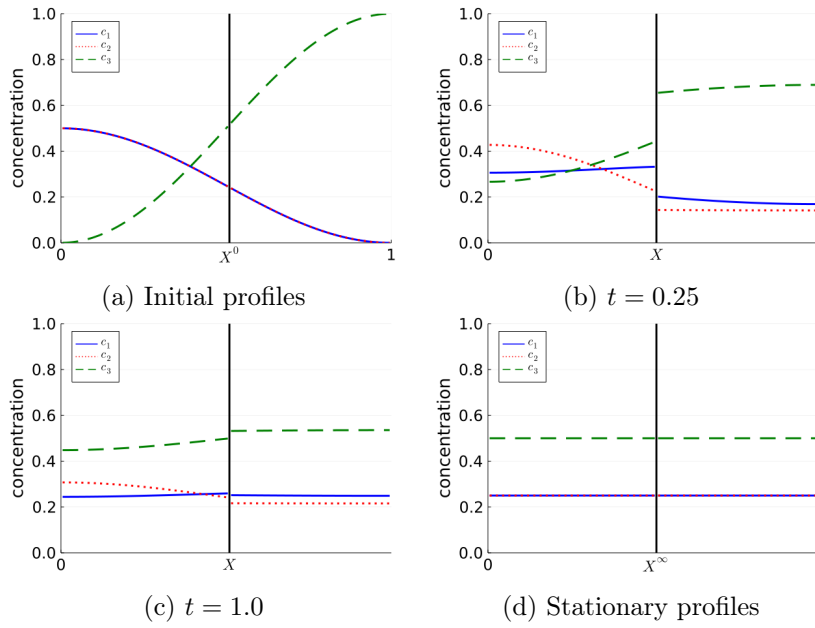 1.0
0.8
0.6
0.4
0.2
0.0
concentration
c₁
c₂
c₃
0
X⁰
1
(a) Initial profiles
1.0
0.8
0.6
0.4
0.2
0.0
concentration
c₁
c₂
c₃
0
X
(b) t = 0.25
1.0
0.8
0.6
0.4
0.2
0.0
concentration
c₁
c₂
c₃
0
X
(c) t = 1.0
1.0
0.8
0.6
0.4
0.2
0.0
concentration
c₁
c₂
c₃
0
X^∞
(d) Stationary profiles